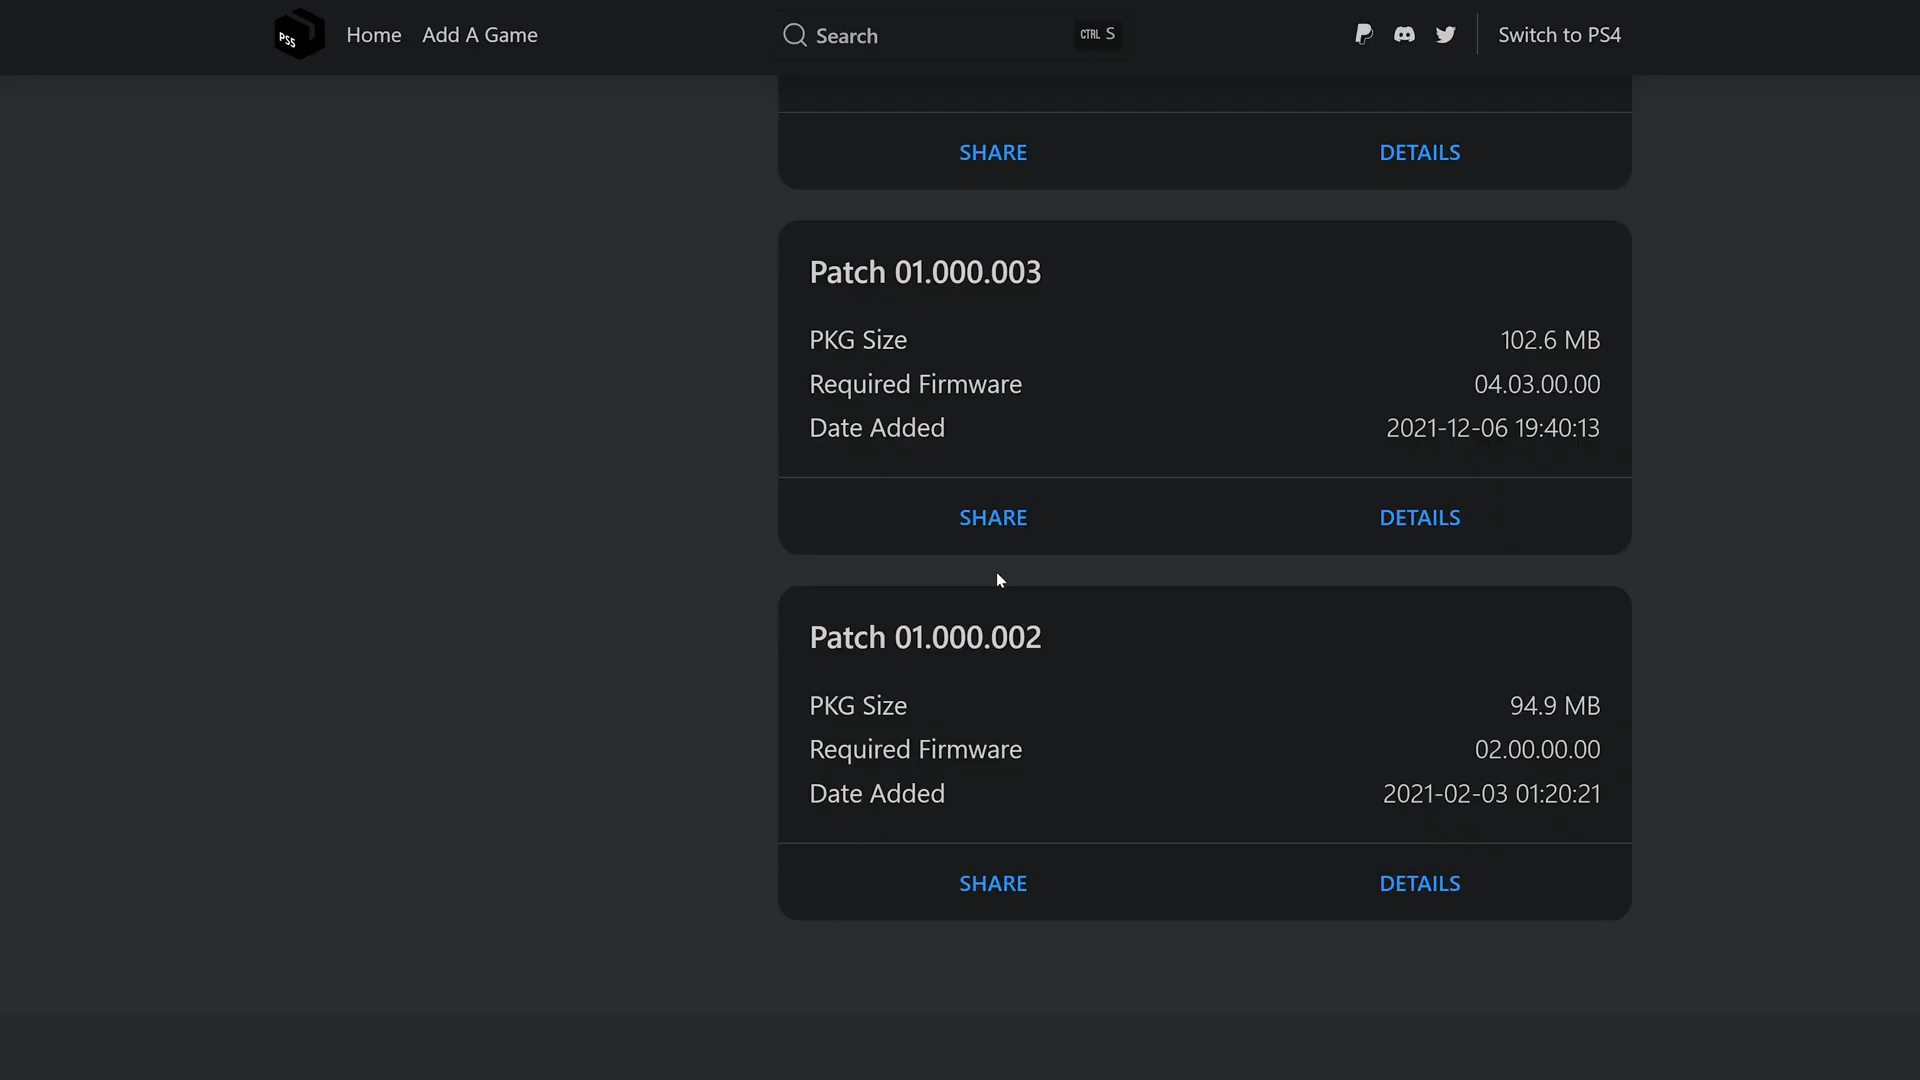 PS5 Home Add A Game Search CTRL S Switch to PS4
SHARE DETAILS
Patch 01.000.003
PKG Size 102.6 MB
Required Firmware 04.03.00.00
Date Added 2021-12-06 19:40:13
SHARE DETAILS
Patch 01.000.002
PKG Size 94.9 MB
Required Firmware 02.00.00.00
Date Added 2021-02-03 01:20:21
SHARE DETAILS